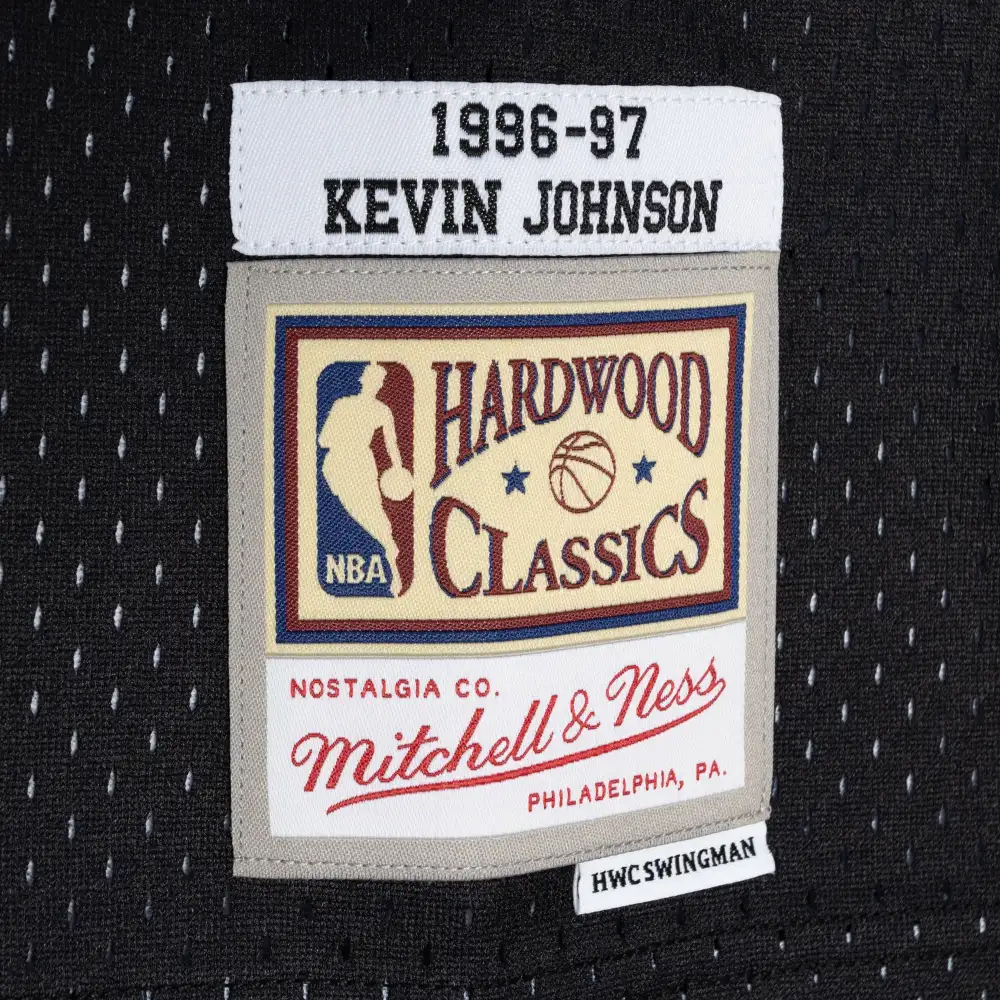 1996-97
KEVIN JOHNSON
HARDWOOD
CLASSICS
NBA
NOSTALGIA CO.
Mitchell & Ness
PHILADELPHIA, PA.
HWC SWINGMAN